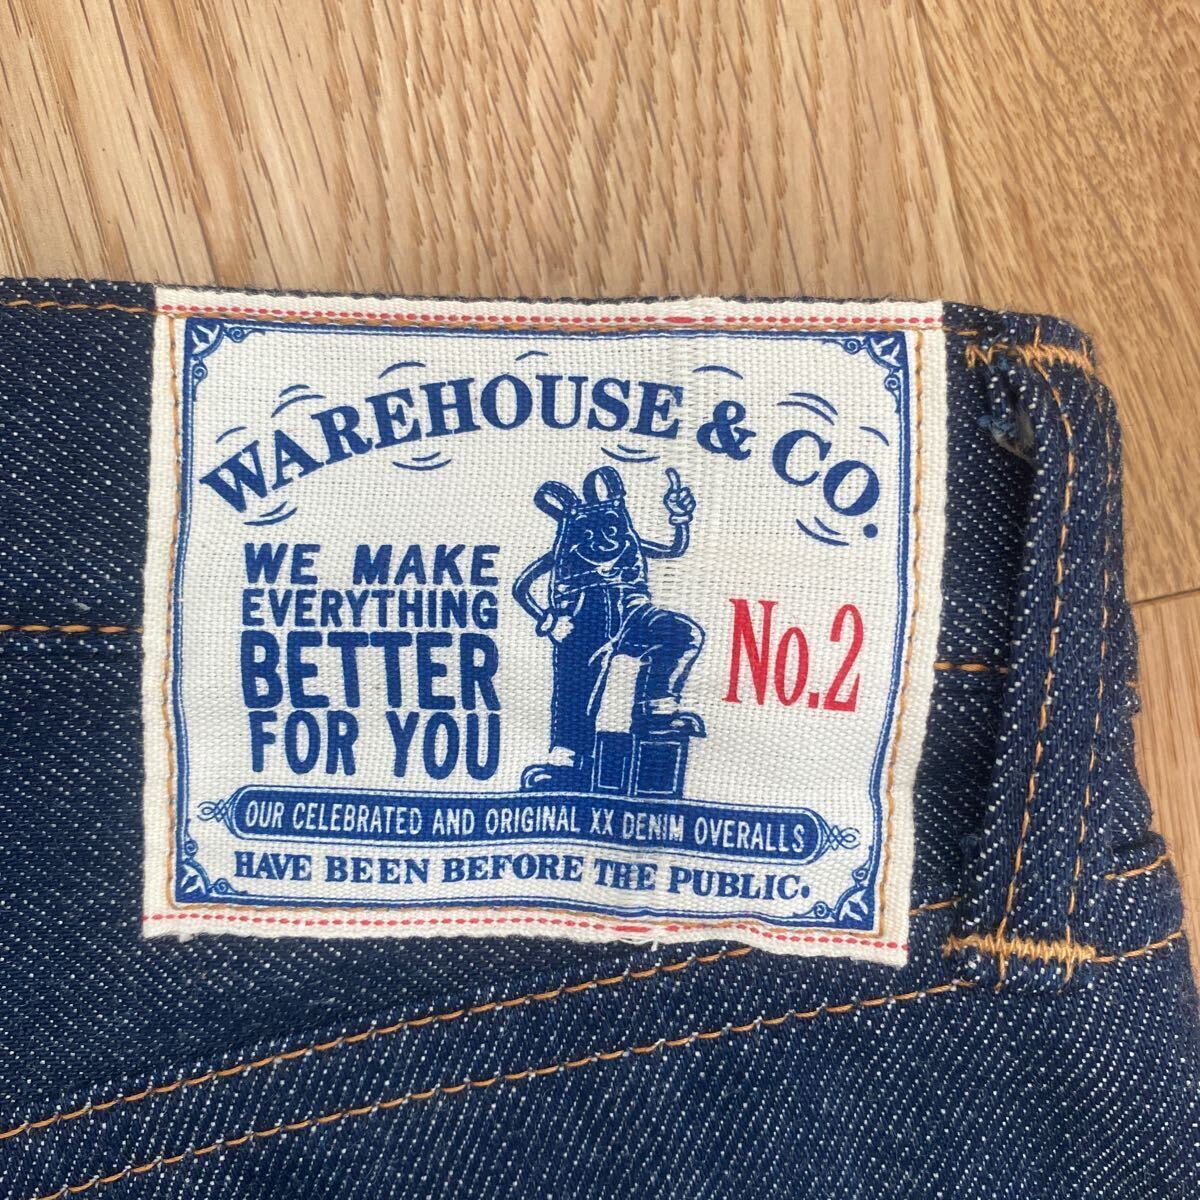 WAREHOUSE & CO.
WE MAKE
EVERYTHING
BETTER
FOR YOU
No.2
OUR CELEBRATED AND ORIGINAL XX DENIM OVERALLS
HAVE BEEN BEFORE THE PUBLIC.